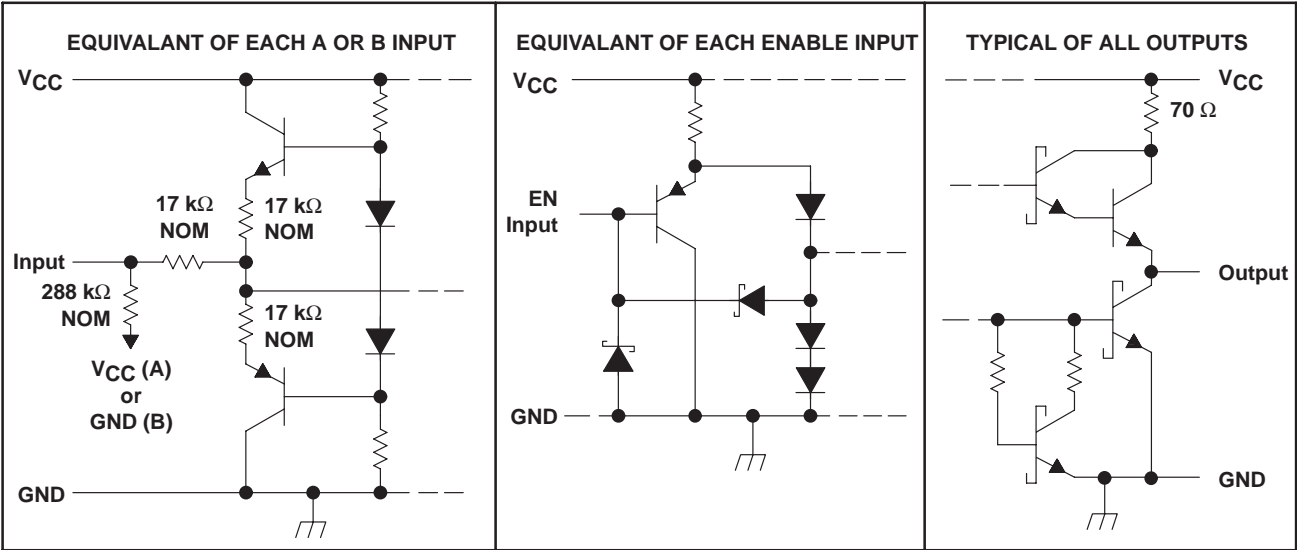 EQUIVALANT OF EACH A OR B INPUT
VCC
17 kΩ
NOM
17 kΩ
NOM
Input
288 kΩ
NOM
17 kΩ
NOM
VCC (A)
or
GND (B)
GND
EQUIVALANT OF EACH ENABLE INPUT
VCC
EN
Input
GND
TYPICAL OF ALL OUTPUTS
VCC
70 Ω
Output
GND